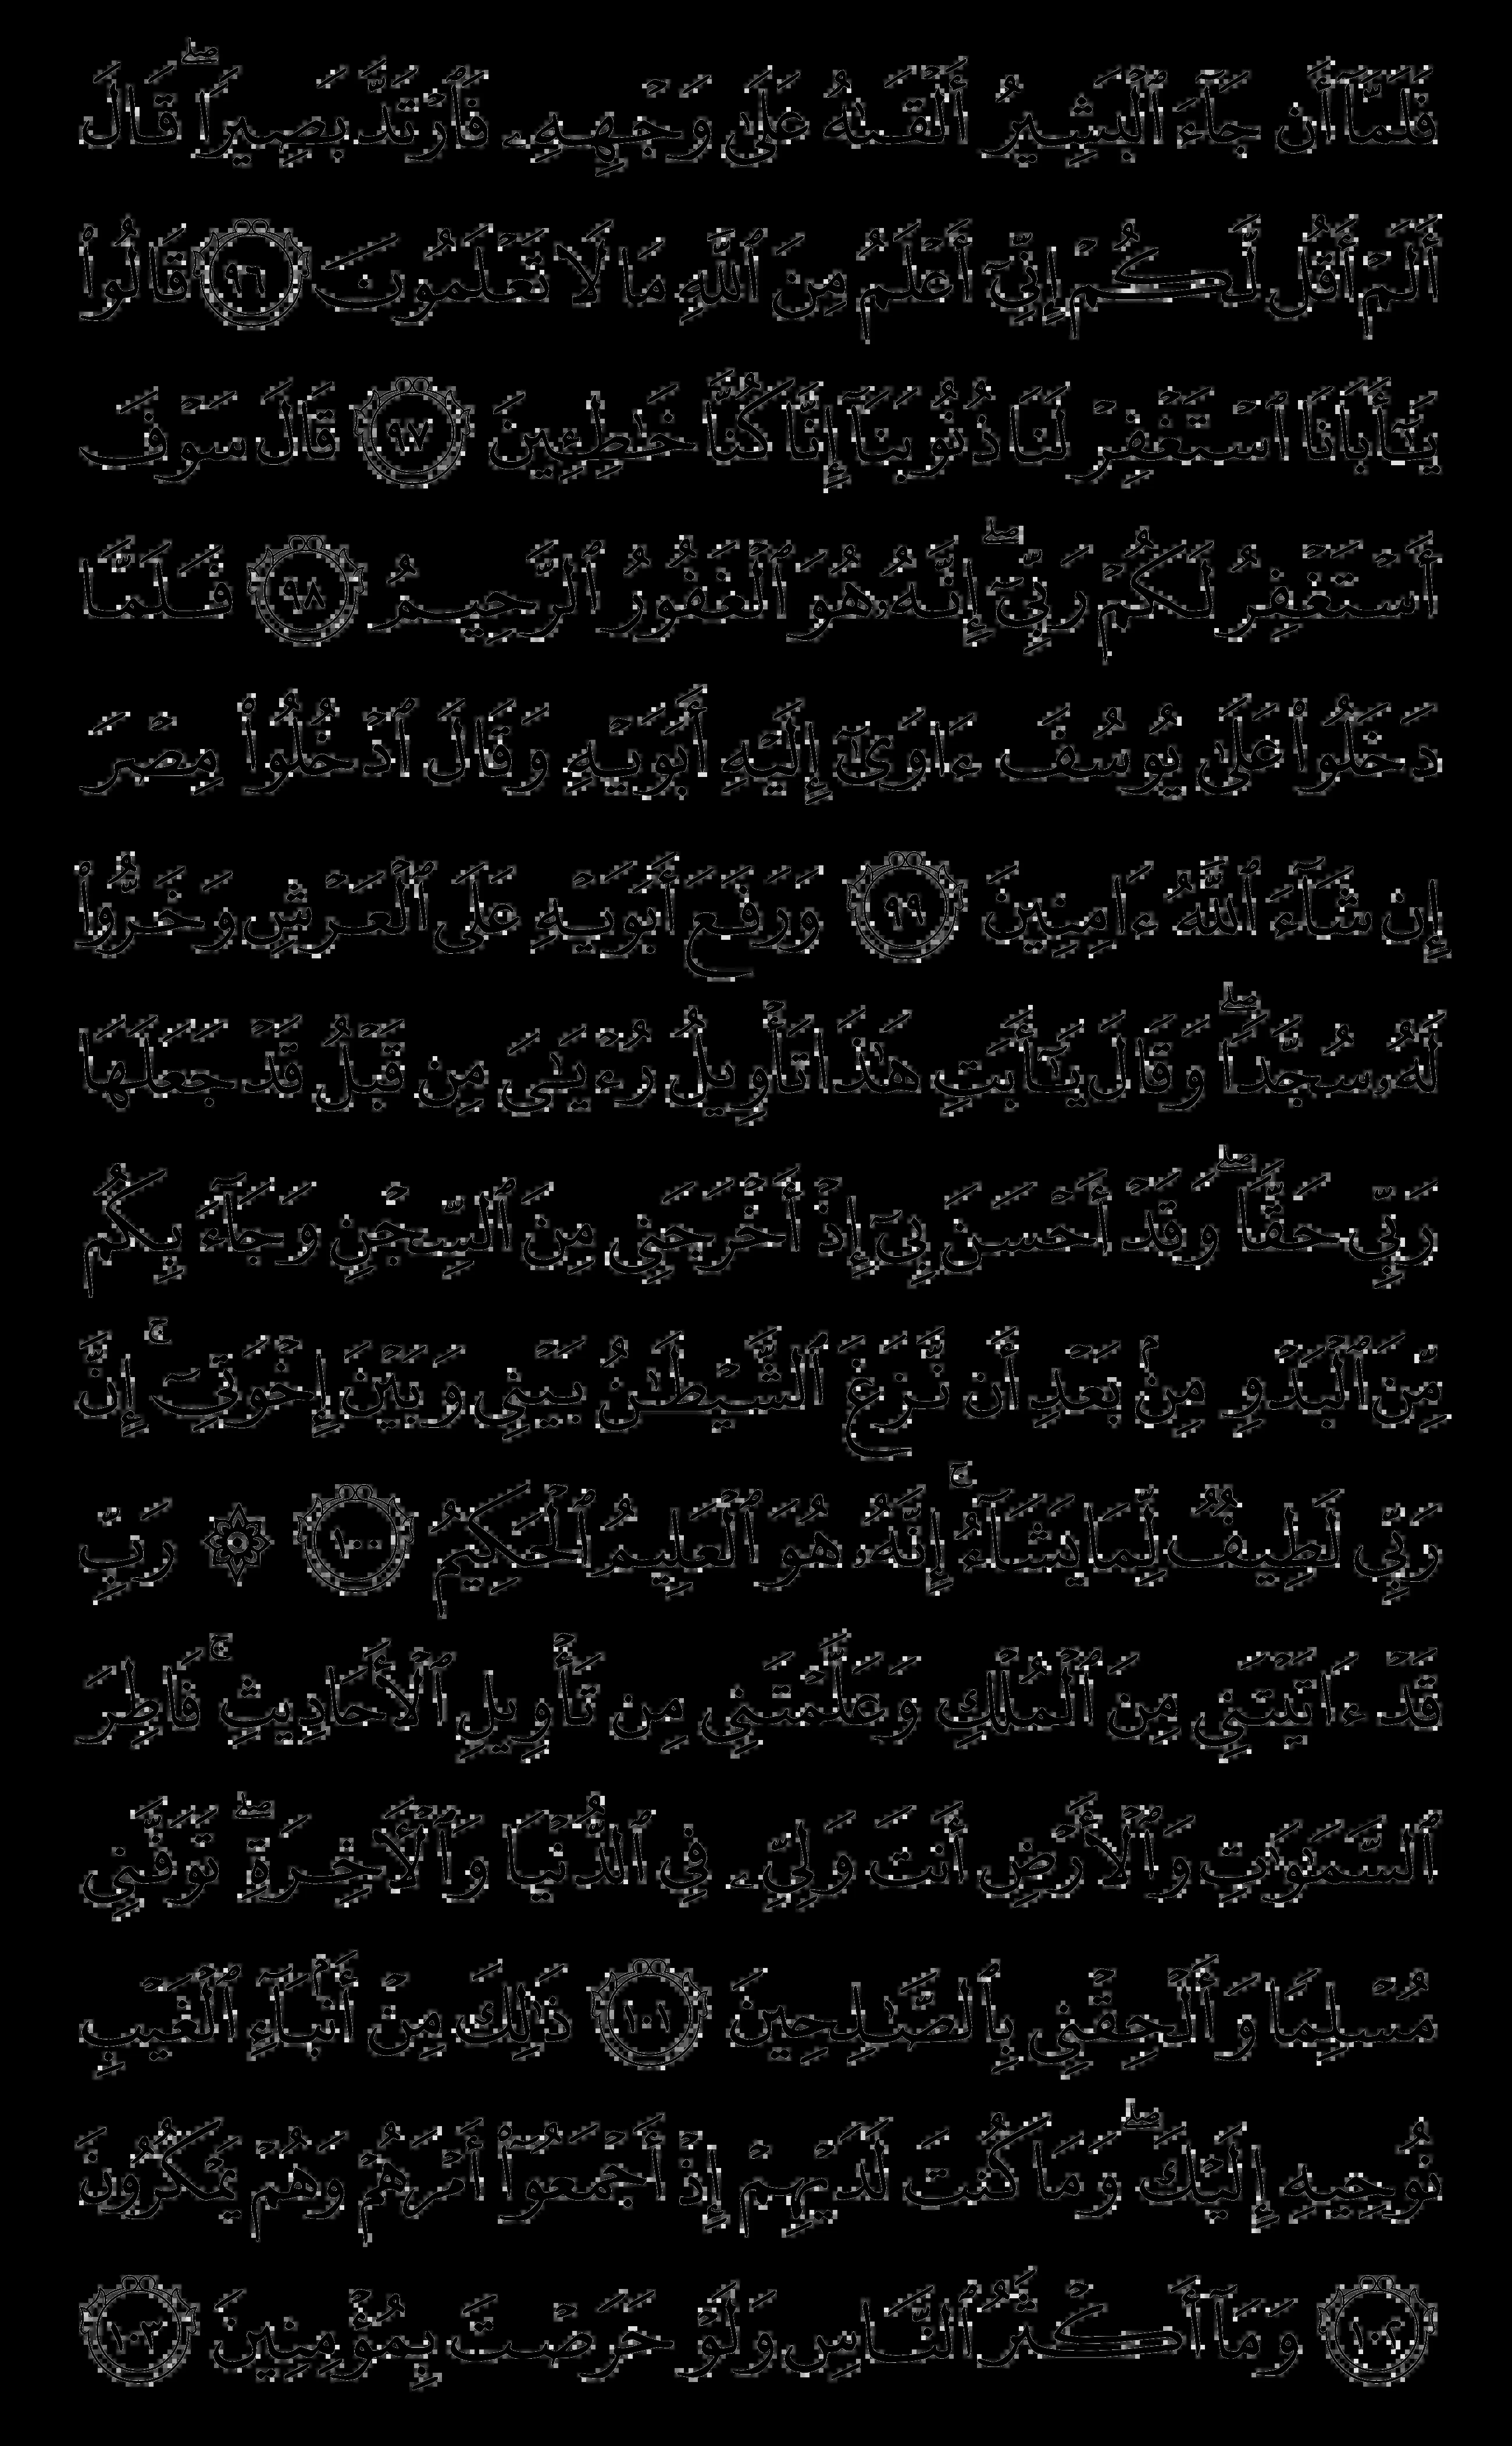 فَلَمَّآ أَن جَآءَ ٱلْبَشِيرُ أَلْقَىٰهُ عَلَىٰ وَجْهِهِۦ فَٱرْتَدَّ بَصِيرًا ۖ قَالَ
أَلَمْ أَقُل لَّكُمْ إِنِّىٓ أَعْلَمُ مِنَ ٱللَّهِ مَا لَا تَعْلَمُونَ ٩٦ قَالُوا۟
يَـٰٓأَبَانَا ٱسْتَغْفِرْ لَنَا ذُنُوبَنَآ إِنَّا كُنَّا خَـٰطِـِٔينَ ٩٧ قَالَ سَوْفَ
أَسْتَغْفِرُ لَكُمْ رَبِّىٓ ۖ إِنَّهُۥ هُوَ ٱلْغَفُورُ ٱلرَّحِيمُ ٩٨ فَلَمَّا
دَخَلُوا۟ عَلَىٰ يُوسُفَ ءَاوَىٰٓ إِلَيْهِ أَبَوَيْهِ وَقَالَ ٱدْخُلُوا۟ مِصْرَ
إِن شَآءَ ٱللَّهُ ءَامِنِينَ ٩٩ وَرَفَعَ أَبَوَيْهِ عَلَى ٱلْعَرْشِ وَخَرُّوا۟
لَهُۥ سُجَّدًا ۖ وَقَالَ يَـٰٓأَبَتِ هَـٰذَا تَأْوِيلُ رُءْيَـٰىَ مِن قَبْلُ قَدْ جَعَلَهَا
رَبِّى حَقًّا ۖ وَقَدْ أَحْسَنَ بِىٓ إِذْ أَخْرَجَنِى مِنَ ٱلسِّجْنِ وَجَآءَ بِكُم
مِّنَ ٱلْبَدْوِ مِنۢ بَعْدِ أَن نَّزَغَ ٱلشَّيْطَـٰنُ بَيْنِى وَبَيْنَ إِخْوَتِىٓ ۚ إِنَّ
رَبِّى لَطِيفٌ لِّمَا يَشَآءُ ۚ إِنَّهُۥ هُوَ ٱلْعَلِيمُ ٱلْحَكِيمُ ١٠٠ ۞ رَبِّ
قَدْ ءَاتَيْتَنِى مِنَ ٱلْمُلْكِ وَعَلَّمْتَنِى مِن تَأْوِيلِ ٱلْأَحَادِيثِ ۚ فَاطِرَ
ٱلسَّمَـٰوَٰتِ وَٱلْأَرْضِ أَنتَ وَلِىِّۦ فِى ٱلدُّنْيَا وَٱلْـَٔاخِرَةِ ۖ تَوَفَّنِى
مُسْلِمًا وَأَلْحِقْنِى بِٱلصَّـٰلِحِينَ ١٠١ ذَٰلِكَ مِنْ أَنۢبَآءِ ٱلْغَيْبِ
نُوحِيهِ إِلَيْكَ ۖ وَمَا كُنتَ لَدَيْهِمْ إِذْ أَجْمَعُوٓا۟ أَمْرَهُمْ وَهُمْ يَمْكُرُونَ
١٠٢ وَمَآ أَكْثَرُ ٱلنَّاسِ وَلَوْ حَرَصْتَ بِمُؤْمِنِينَ ١٠٣